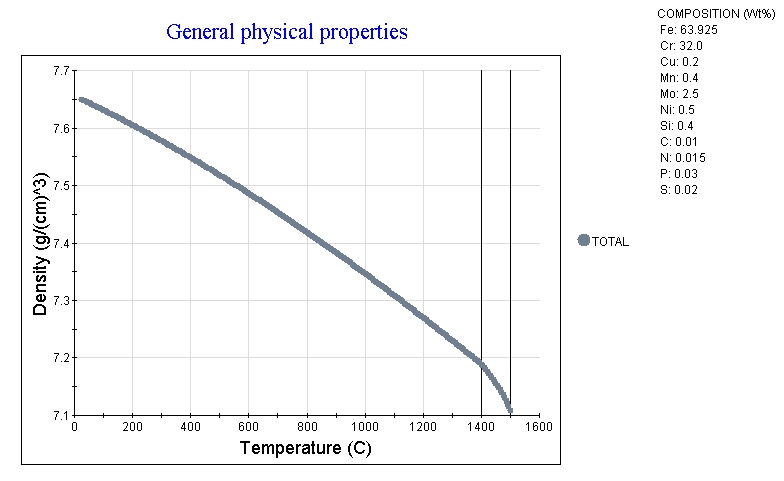 General physical properties
COMPOSITION (Wt%)
Fe: 63.925
Cr: 32.0
Cu: 0.2
Mn: 0.4
Mo: 2.5
Ni: 0.5
Si: 0.4
C: 0.01
N: 0.015
P: 0.03
S: 0.02
Density (g/(cm)^3)
7.7
7.6
7.5
7.4
7.3
7.2
7.1
0 200 400 600 800 1000 1200 1400 1600
Temperature (C)
TOTAL